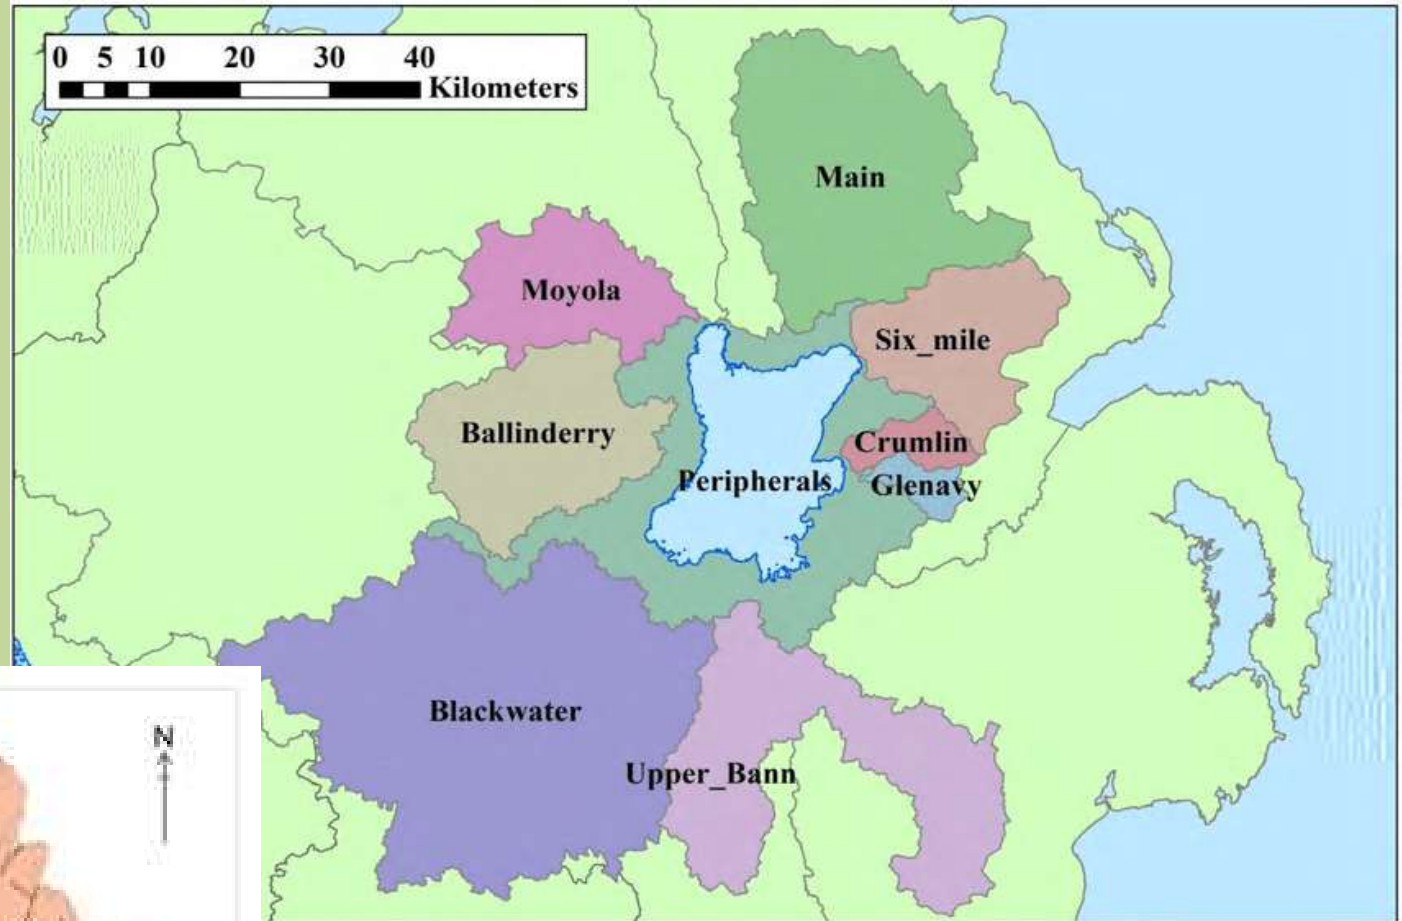 0 5 10 20 30 40
Kilometers
Main
Moyola
Six_mile
Ballinderry
Crumlin
Peripherals
Glenavy
Blackwater
Upper_Bann
N